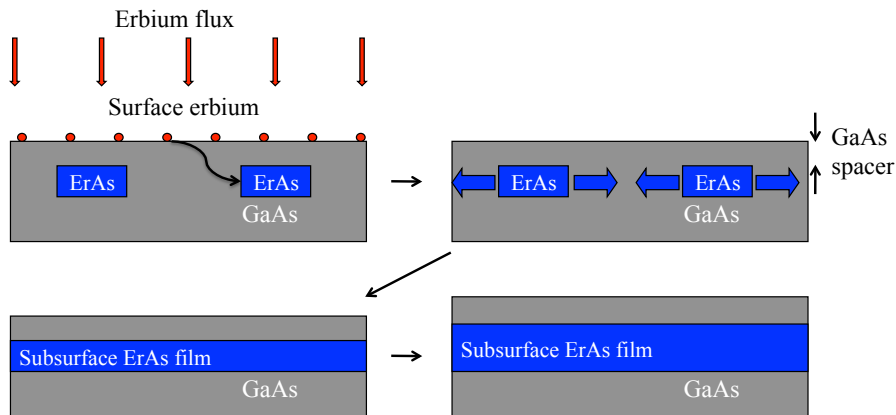 Erbium flux
Surface erbium
ErAs
ErAs
GaAs
ErAs
ErAs
GaAs
GaAs
spacer
Subsurface ErAs film
GaAs
Subsurface ErAs film
GaAs